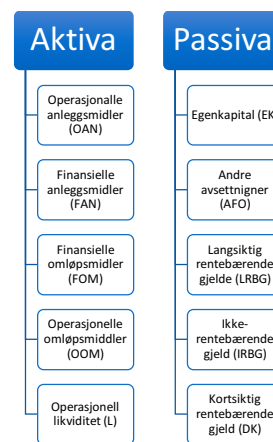 Aktiva
Operasjonalle
anleggsmidler
(OAN)
Finansielle
anleggsmidler
(FAN)
Finansielle
omløpsmidler
(FOM)
Operasjonelle
omløpsmiddler
(OOM)
Operasjonell
likviditet (L)
Passiva
Egenkapital (EK
Andre
avsettnigner
(AFO)
Langsiktig
rentebærende
gjelde (LRBG)
Ikke-
rentebærende
gjeld (IRBG)
Kortsiktig
rentebærende
gjeld (DK)